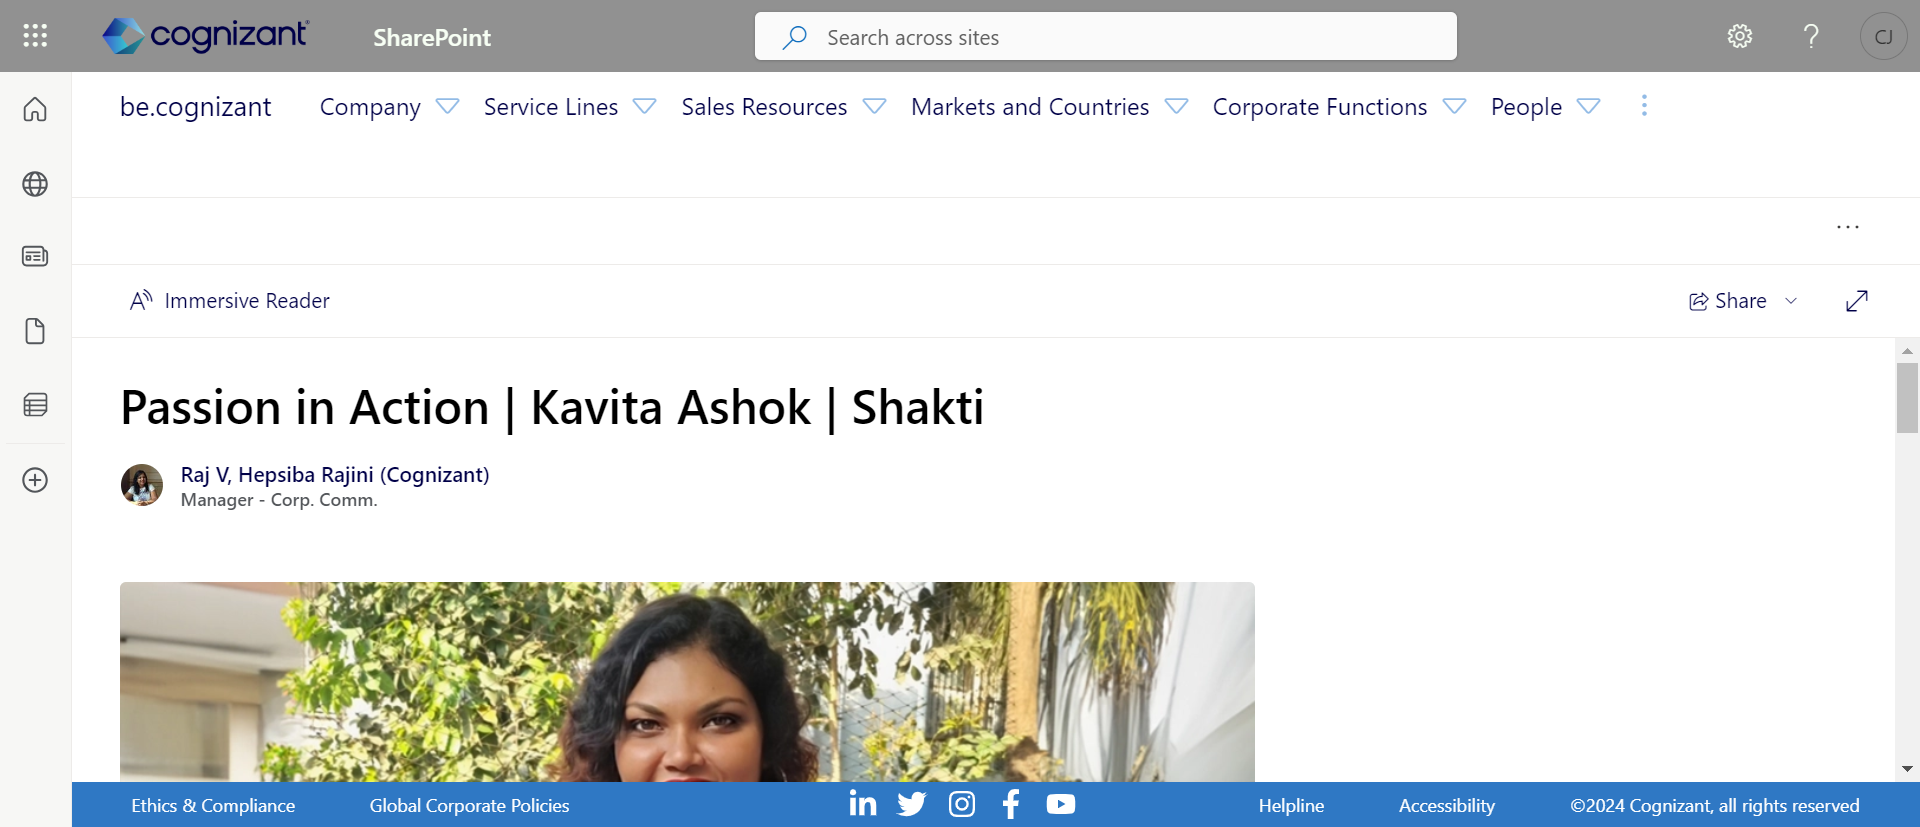 cognizant
SharePoint
Search across sites
CJ
be.cognizant
Company
Service Lines
Sales Resources
Markets and Countries
Corporate Functions
People
Immersive Reader
Share
Passion in Action | Kavita Ashok | Shakti
Raj V, Hepsiba Rajini (Cognizant)
Manager - Corp. Comm.
Ethics & Compliance
Global Corporate Policies
Helpline
Accessibility
©2024 Cognizant, all rights reserved